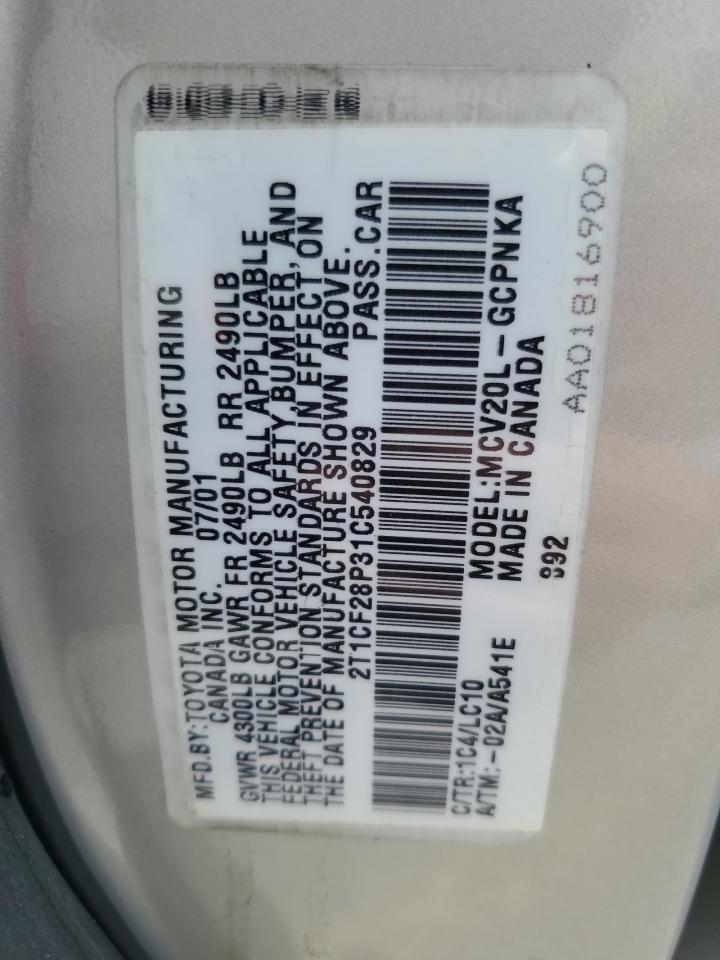 MFD.BY:TOYOTA MOTOR MANUFACTURING
CANADA INC. 07/01
GVWR 4300LB GAWR FR 2490LB RR 2490LB
THIS VEHICLE CONFORMS TO ALL APPLICABLE
FEDERAL MOTOR VEHICLE SAFETY, BUMPER, AND
THEFT PREVENTION STANDARDS IN EFFECT ON
THE DATE OF MANUFACTURE SHOWN ABOVE.
2T1CF28P31C540829 PASS.CAR
C/TR:1C4/LC10 MODEL:MCV20L-GCPNKA
A/TM:-02A/A541E MADE IN CANADA
892
AA01816900